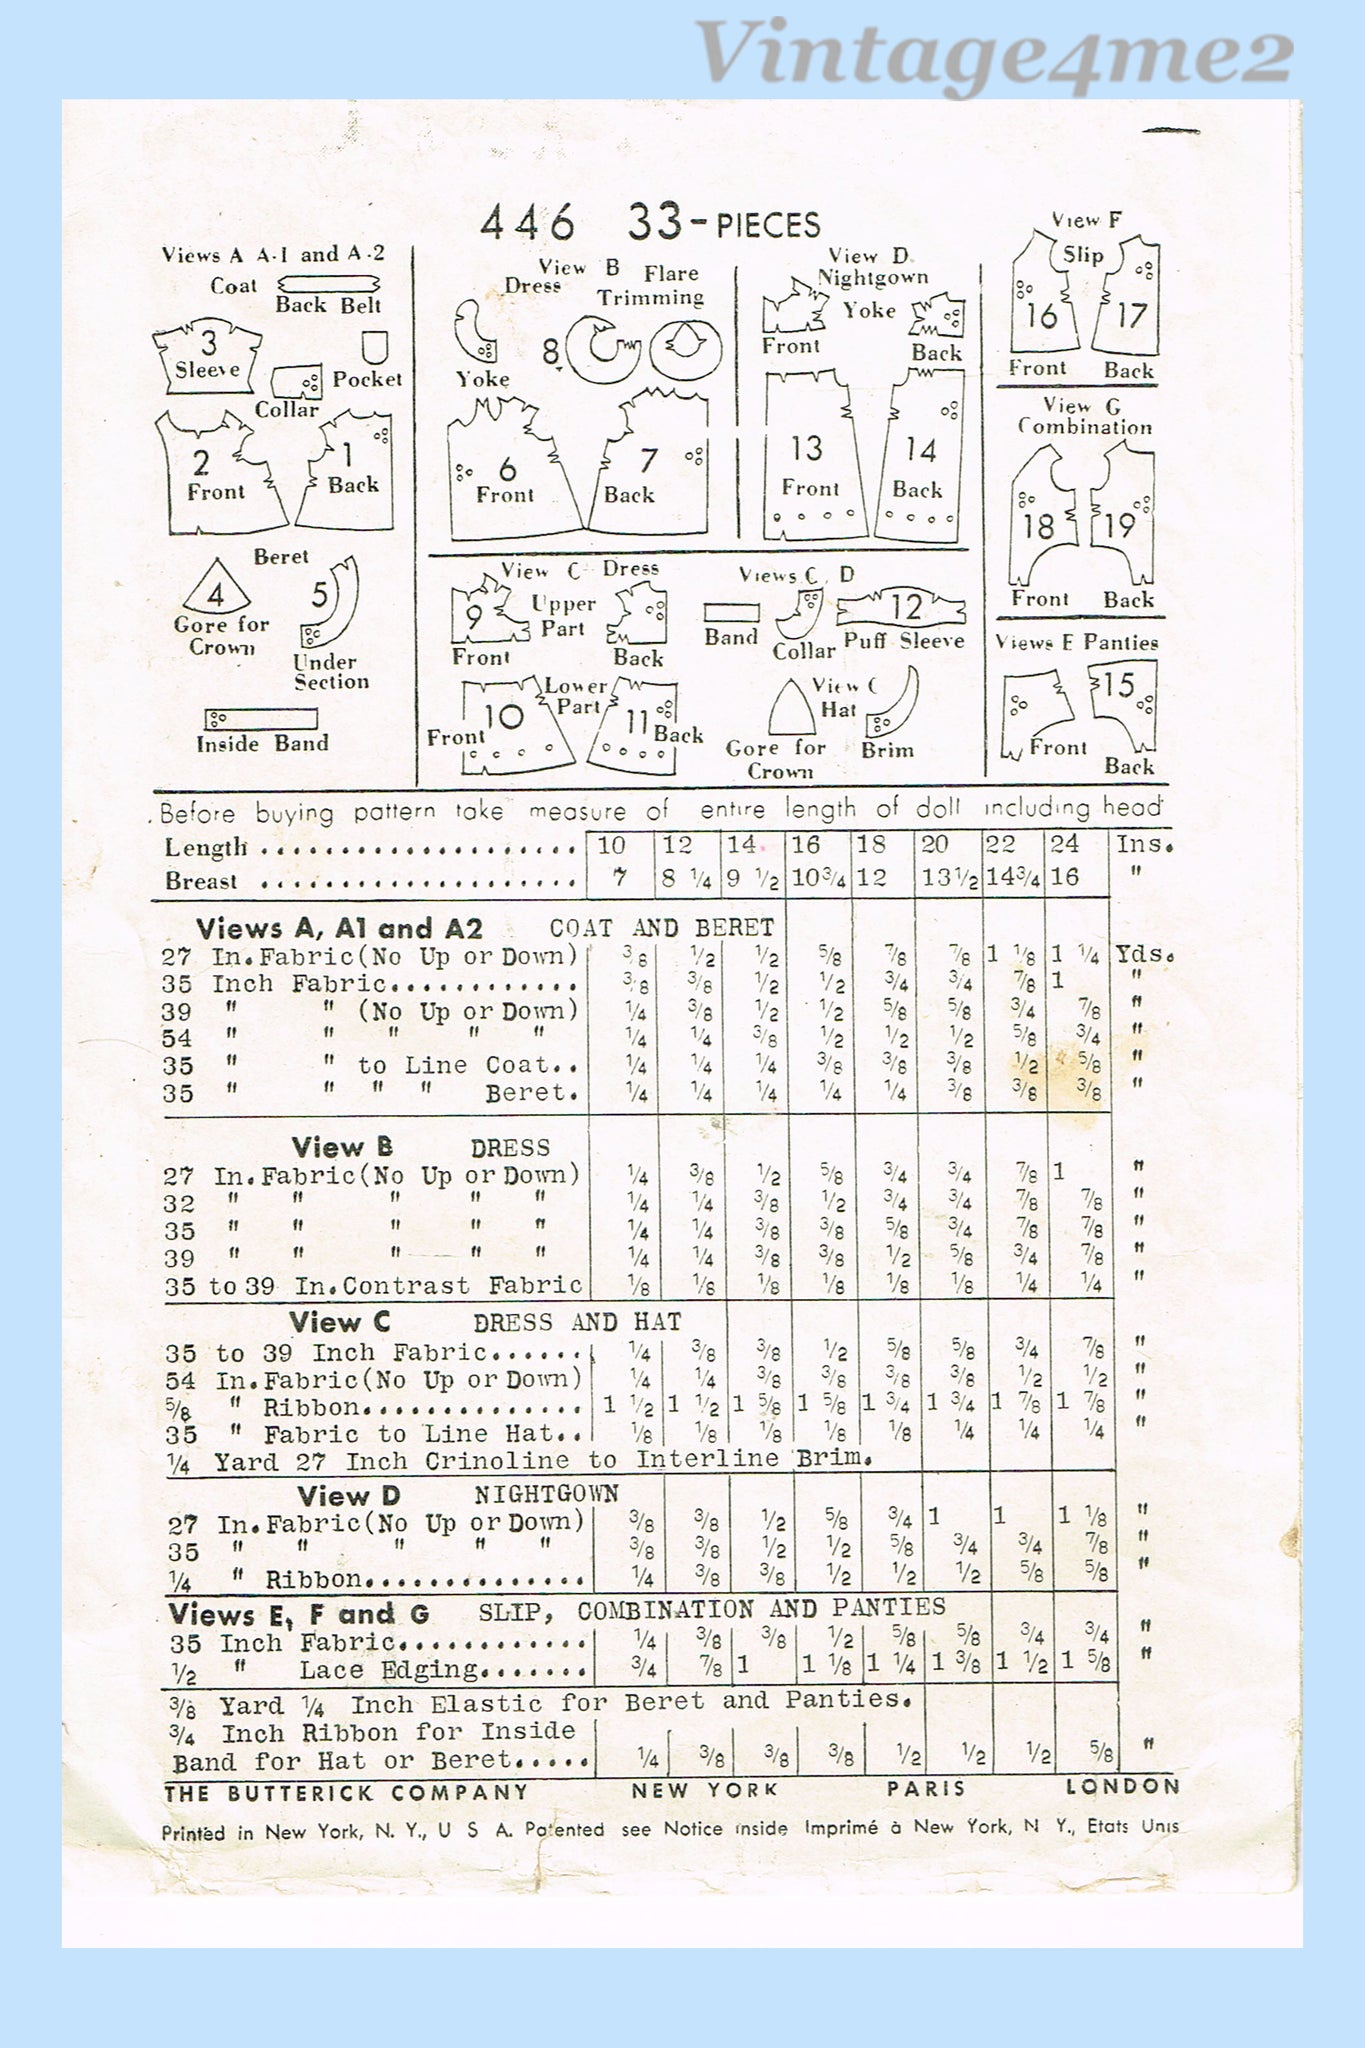 Vintage4me2
446 33-PIECES
Views A A-1 and A-2
Coat
Back Belt
3
Sleeve
Pocket
Collar
2
Front
1
Back
Beret
4
Gore for
Crown
5
Under
Section
Inside Band
View B
Dress
Flare
Trimming
Yoke
8
6
Front
7
Back
View D
Nightgown
Yoke
Front
Back
13
Front
14
Back
View F
Slip
16
17
Front
Back
View G
Combination
18
19
Front
Back
View C Dress
9
Upper
Part
Front
Back
Lower
Part
10
11
Front
Back
Views C, D
Band
Collar
12
Puff Sleeve
View C
Hat
Gore for
Crown
Brim
Views E Panties
15
Front
Back
Before buying pattern take measure of entire length of doll including head
Length ..................... 10 12 14 16 18 20 22 24 Ins.
Breast ..................... 7 8 1/4 9 1/2 10 3/4 12 13 1/2 14 3/4 16 "
Views A, A1 and A2 COAT AND BERET
27 In. Fabric (No Up or Down) 3/8 1/2 1/2 5/8 7/8 7/8 1 1/8 1 1/4 Yds.
35 Inch Fabric............ 3/8 3/8 1/2 1/2 3/4 3/4 7/8 1 "
39 " " (No Up or Down) 1/4 3/8 1/2 1/2 5/8 5/8 3/4 7/8 "
54 " " " " " 1/4 1/4 3/8 1/2 1/2 1/2 5/8 3/4 "
35 " " to Line Coat.. 1/4 1/4 1/4 3/8 3/8 3/8 1/2 5/8 "
35 " " " " Beret. 1/4 1/4 1/4 1/4 1/4 3/8 3/8 3/8 "
View B DRESS
27 In. Fabric (No Up or Down) 1/4 3/8 1/2 5/8 3/4 3/4 7/8 1 "
32 " " " " " 1/4 1/4 3/8 1/2 3/4 3/4 7/8 7/8 "
35 " " " " " 1/4 1/4 3/8 3/8 5/8 3/4 7/8 7/8 "
39 " " " " " 1/4 1/4 3/8 3/8 1/2 5/8 3/4 7/8 "
35 to 39 In. Contrast Fabric 1/8 1/8 1/8 1/8 1/8 1/8 1/4 1/4 "
View C DRESS AND HAT
35 to 39 Inch Fabric...... 1/4 3/8 3/8 1/2 5/8 5/8 3/4 7/8 "
54 In. Fabric (No Up or Down) 1/4 1/4 3/8 3/8 3/8 3/8 1/2 1/2 "
5/8 " Ribbon.............. 1 1/2 1 1/2 1 5/8 1 5/8 1 3/4 1 3/4 1 7/8 1 7/8 "
35 " Fabric to Line Hat.. 1/8 1/8 1/8 1/8 1/8 1/4 1/4 1/4 "
1/4 Yard 27 Inch Crinoline to Interline Brim.
View D NIGHTGOWN
27 In. Fabric (No Up or Down) 3/8 3/8 1/2 5/8 3/4 1 1 1 1/8 "
35 " " " " " 3/8 3/8 1/2 1/2 5/8 3/4 3/4 7/8 "
1/4 " Ribbon.............. 1/4 3/8 3/8 1/2 1/2 1/2 5/8 5/8 "
Views E, F and G SLIP, COMBINATION AND PANTIES
35 Inch Fabric............ 1/4 3/8 3/8 1/2 5/8 5/8 3/4 3/4 "
1/2 " Lace Edging....... 3/4 7/8 1 1 1/8 1 1/4 1 3/8 1 1/2 1 5/8 "
3/8 Yard 1/4 Inch Elastic for Beret and Panties.
3/4 Inch Ribbon for Inside
Band for Hat or Beret..... 1/4 3/8 3/8 3/8 1/2 1/2 1/2 5/8 "
THE BUTTERICK COMPANY NEW YORK PARIS LONDON
Printed in New York, N. Y., U S A. Patented see Notice inside Imprimé à New York, N Y., Etats Unis